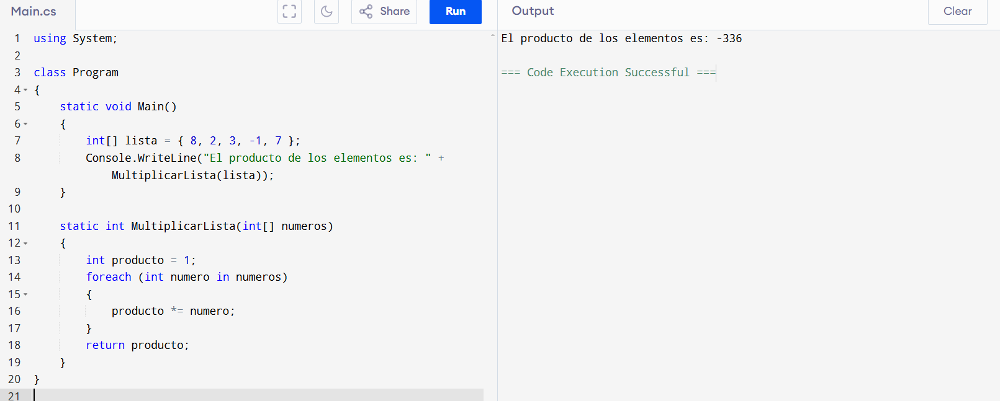 Main.cs
Share
Run
Output
Clear
1 using System;
2
3 class Program
4 {
5     static void Main()
6     {
7         int[] lista = { 8, 2, 3, -1, 7 };
8         Console.WriteLine("El producto de los elementos es: " +
            MultiplicarLista(lista));
9     }
10
11     static int MultiplicarLista(int[] numeros)
12     {
13         int producto = 1;
14         foreach (int numero in numeros)
15         {
16             producto *= numero;
17         }
18         return producto;
19     }
20 }
21
El producto de los elementos es: -336
=== Code Execution Successful ===